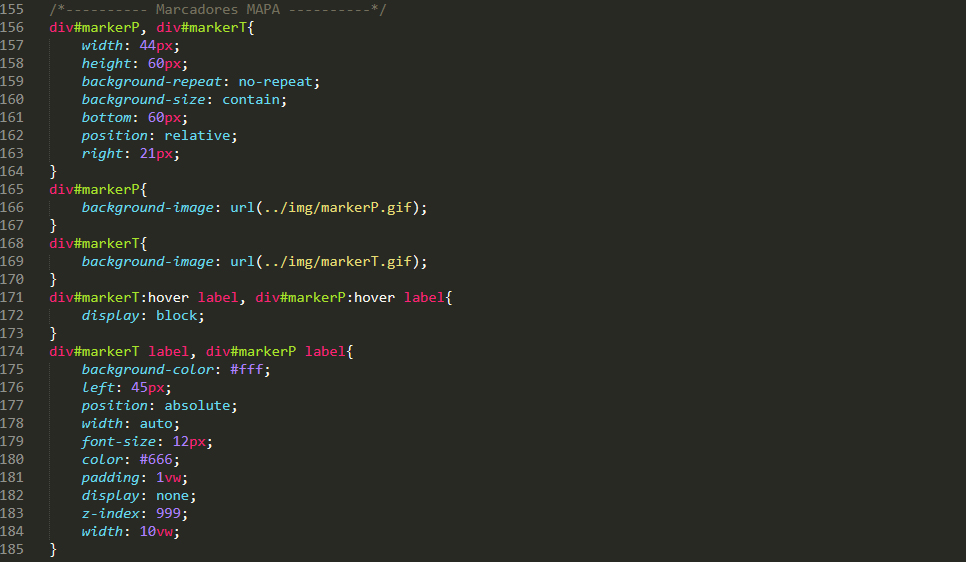 155 /*---------- Marcadores MAPA ----------*/
156 div#markerP, div#markerT{
157     width: 44px;
158     height: 60px;
159     background-repeat: no-repeat;
160     background-size: contain;
161     bottom: 60px;
162     position: relative;
163     right: 21px;
164 }
165 div#markerP{
166     background-image: url(../img/markerP.gif);
167 }
168 div#markerT{
169     background-image: url(../img/markerT.gif);
170 }
171 div#markerT:hover label, div#markerP:hover label{
172     display: block;
173 }
174 div#markerT label, div#markerP label{
175     background-color: #fff;
176     left: 45px;
177     position: absolute;
178     width: auto;
179     font-size: 12px;
180     color: #666;
181     padding: 1vw;
182     display: none;
183     z-index: 999;
184     width: 10vw;
185 }